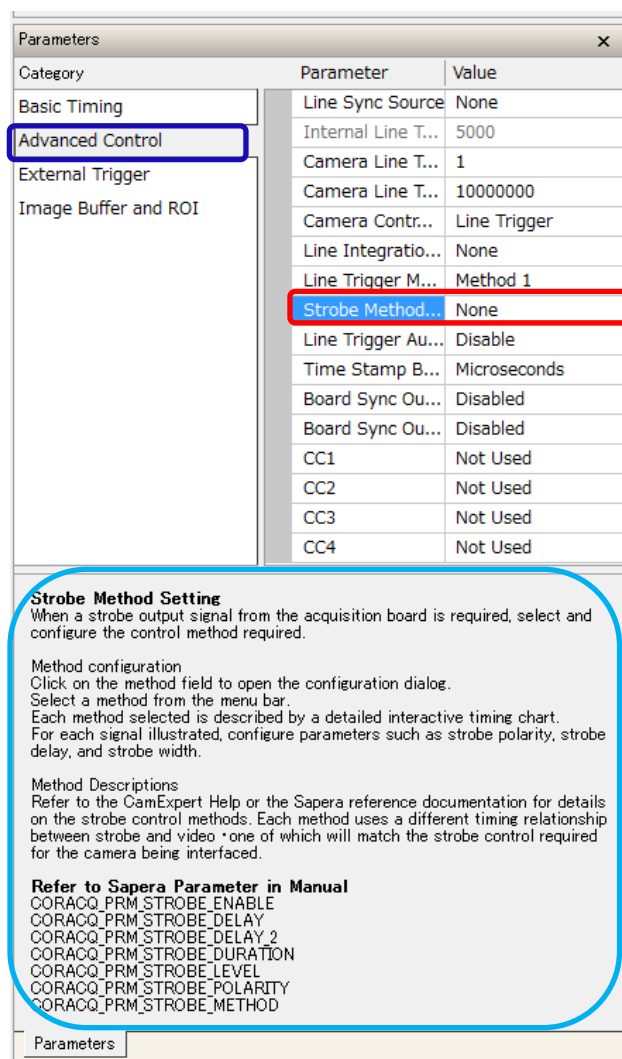 Parameters ×
Category Parameter Value
Basic Timing
Advanced Control
External Trigger
Image Buffer and ROI
Line Sync Source None
Internal Line T... 5000
Camera Line T... 1
Camera Line T... 10000000
Camera Contr... Line Trigger
Line Integratio... None
Line Trigger M... Method 1
Strobe Method... None
Line Trigger Au... Disable
Time Stamp B... Microseconds
Board Sync Ou... Disabled
Board Sync Ou... Disabled
CC1 Not Used
CC2 Not Used
CC3 Not Used
CC4 Not Used
Strobe Method Setting
When a strobe output signal from the acquisition board is required, select and
configure the control method required.
Method configuration
Click on the method field to open the configuration dialog.
Select a method from the menu bar.
Each method selected is described by a detailed interactive timing chart.
For each signal illustrated, configure parameters such as strobe polarity, strobe
delay, and strobe width.
Method Descriptions
Refer to the CamExpert Help or the Sapera reference documentation for details
on the strobe control methods. Each method uses a different timing relationship
between strobe and video ・one of which will match the strobe control required
for the camera being interfaced.
Refer to Sapera Parameter in Manual
CORACQ_PRM_STROBE_ENABLE
CORACQ_PRM_STROBE_DELAY
CORACQ_PRM_STROBE_DELAY_2
CORACQ_PRM_STROBE_DURATION
CORACQ_PRM_STROBE_LEVEL
CORACQ_PRM_STROBE_POLARITY
CORACQ_PRM_STROBE_METHOD
Parameters